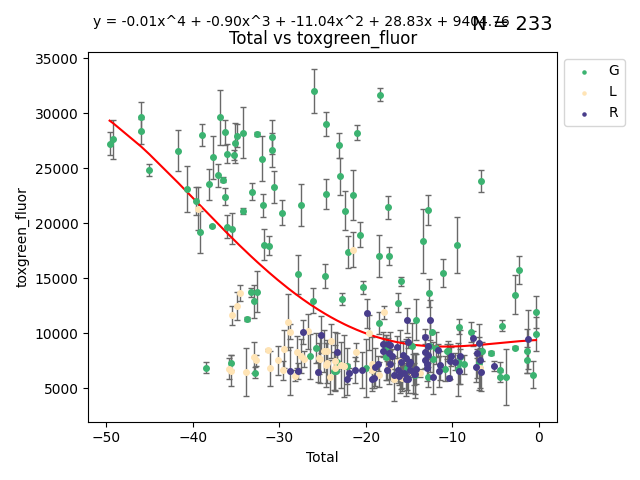 y = -0.01x^4 + -0.90x^3 + -11.04x^2 + 28.83x + 9404.76
N = 233
Total vs toxgreen_fluor
35000
30000
25000
20000
15000
10000
5000
toxgreen_fluor
−50 −40 −30 −20 −10 0
Total
G
L
R